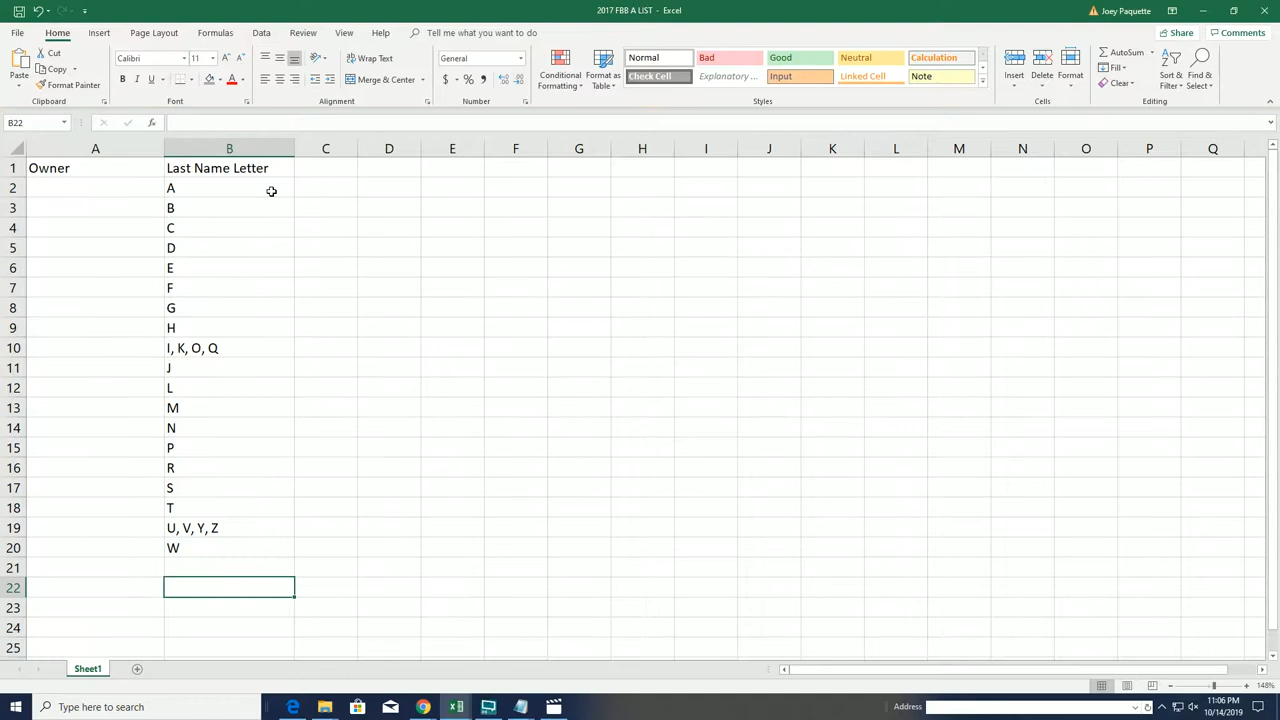 2017 FBB A LIST - Excel
Joey Paquette
File Home Insert Page Layout Formulas Data Review View Help Tell me what you want to do
Share Comments
Paste Cut Copy Format Painter
Clipboard
Calibri 11
B I U A
Font
Wrap Text
Merge & Center
Alignment
General
$ % ,
Number
Conditional Formatting
Format as Table
Normal Bad Good Neutral Calculation
Check Cell Explanatory ... Input Linked Cell Note
Styles
Insert Delete Format
Cells
AutoSum
Fill
Clear
Sort & Filter
Find & Select
Editing
B22 fx
A B C D E F G H I J K L M N O P Q
1 Owner Last Name Letter
2 A
3 B
4 C
5 D
6 E
7 F
8 G
9 H
10 I, K, O, Q
11 J
12 L
13 M
14 N
15 P
16 R
17 S
18 T
19 U, V, Y, Z
20 W
21
22
23
24
25
Sheet1
148%
Type here to search
Address
11:06 PM
10/14/2019